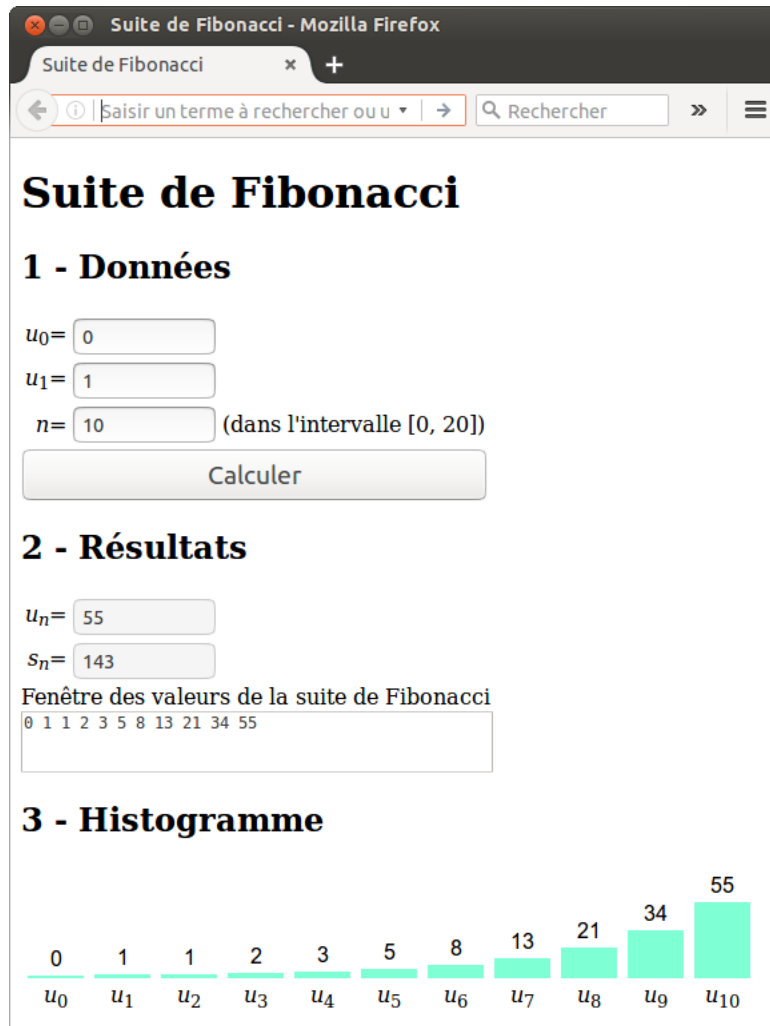 Suite de Fibonacci - Mozilla Firefox
Suite de Fibonacci × +
Saisir un terme à rechercher ou u Rechercher »
Suite de Fibonacci
1 - Données
u₀= 0
u₁= 1
n= 10 (dans l'intervalle [0, 20])
Calculer
2 - Résultats
uₙ= 55
sₙ= 143
Fenêtre des valeurs de la suite de Fibonacci
0 1 1 2 3 5 8 13 21 34 55
3 - Histogramme
0 1 1 2 3 5 8 13 21 34 55
u₀ u₁ u₂ u₃ u₄ u₅ u₆ u₇ u₈ u₉ u₁₀